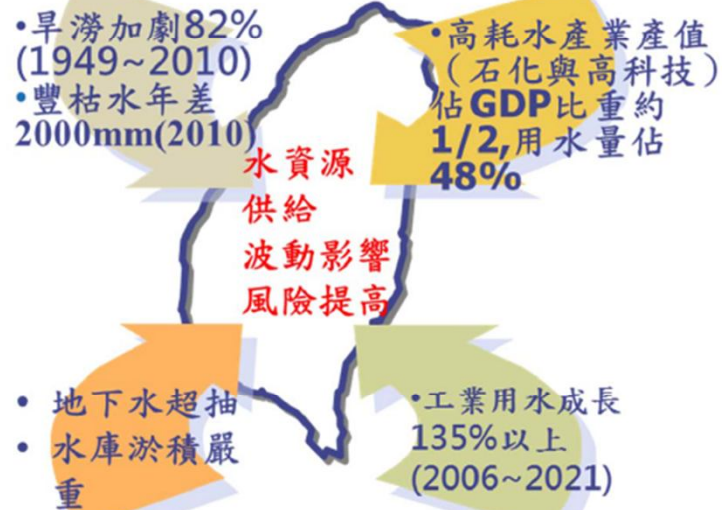 •旱澇加劇82%
(1949~2010)
•豐枯水年差
2000mm(2010)
•高耗水產業產值
（石化與高科技）
佔GDP比重約
1/2,用水量佔
48%
水資源
供給
波動影響
風險提高
• 地下水超抽
• 水庫淤積嚴
重
•工業用水成長
135%以上
(2006~2021)